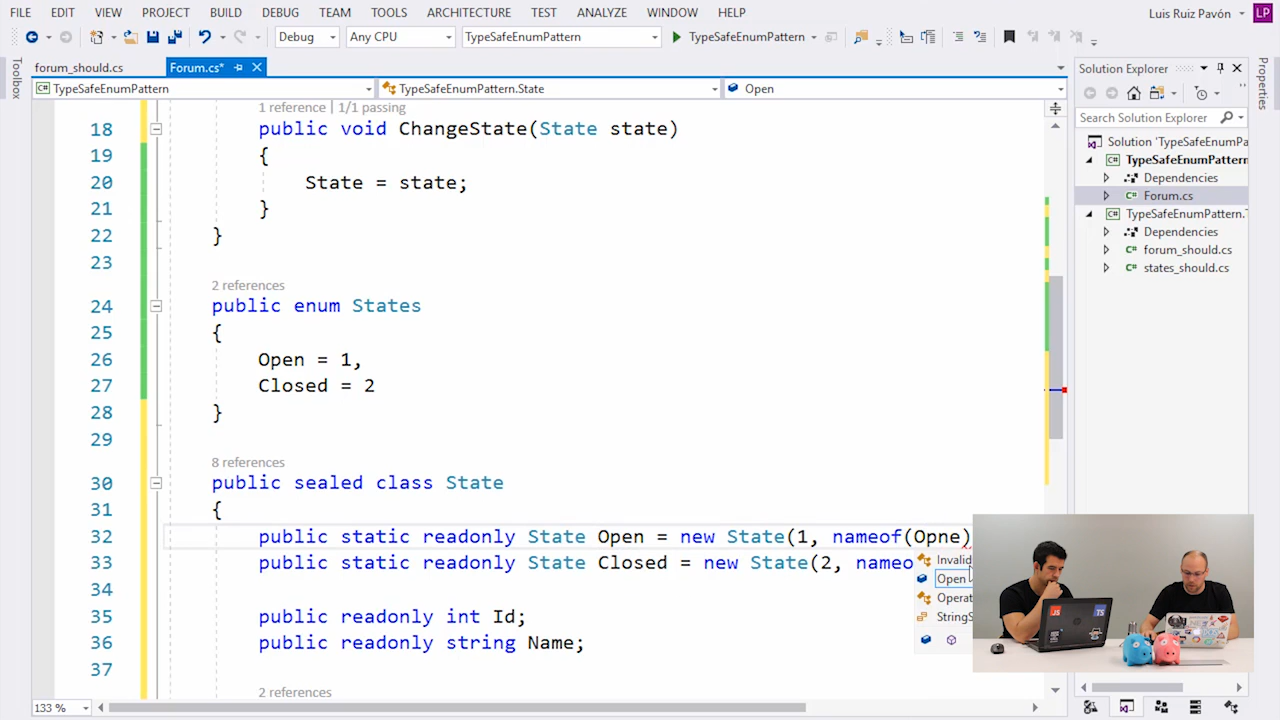 FILE EDIT VIEW PROJECT BUILD DEBUG TEAM TOOLS ARCHITECTURE TEST ANALYZE WINDOW HELP Luis Ruiz Pavón LP
Debug Any CPU TypeSafeEnumPattern TypeSafeEnumPattern
Toolbox
forum_should.cs Forum.cs*
TypeSafeEnumPattern TypeSafeEnumPattern.State Open
1 reference | 1/1 passing
18 public void ChangeState(State state)
19 {
20 State = state;
21 }
22 }
23
2 references
24 public enum States
25 {
26 Open = 1,
27 Closed = 2
28 }
29
8 references
30 public sealed class State
31 {
32 public static readonly State Open = new State(1, nameof(Opne)
33 public static readonly State Closed = new State(2, nameo
34
35 public readonly int Id;
36 public readonly string Name;
37
2 references
Invalid
Open
Operat
StringS
133 %
Solution Explorer
Search Solution Explorer
Solution 'TypeSafeEnumPa
C# TypeSafeEnumPattern
Dependencies
C# Forum.cs
C# TypeSafeEnumPattern.T
Dependencies
C# forum_should.cs
C# states_should.cs
Properties
JS
TS